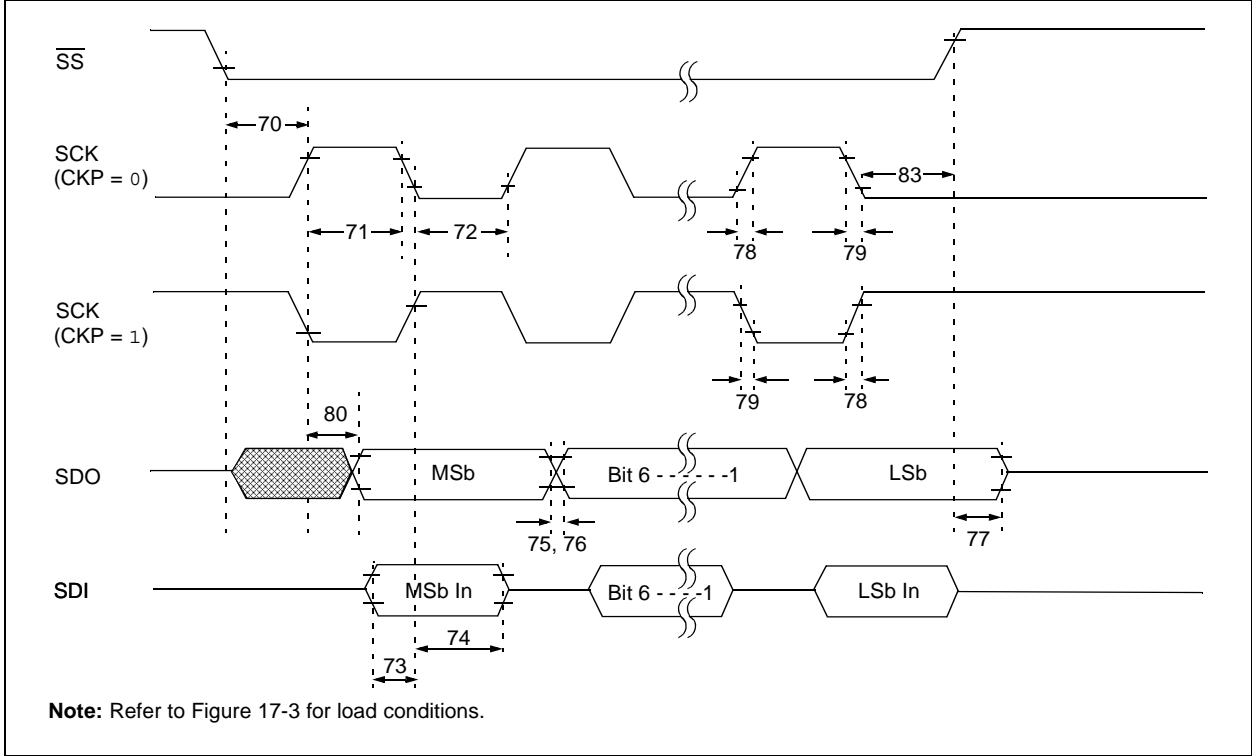 SS
70
SCK
(CKP = 0)
83
71
72
78
79
SCK
(CKP = 1)
79
78
80
SDO
MSb
Bit 6 - - - - - -1
LSb
75, 76
77
SDI
MSb In
Bit 6 - - - -1
LSb In
74
73
Note: Refer to Figure 17-3 for load conditions.